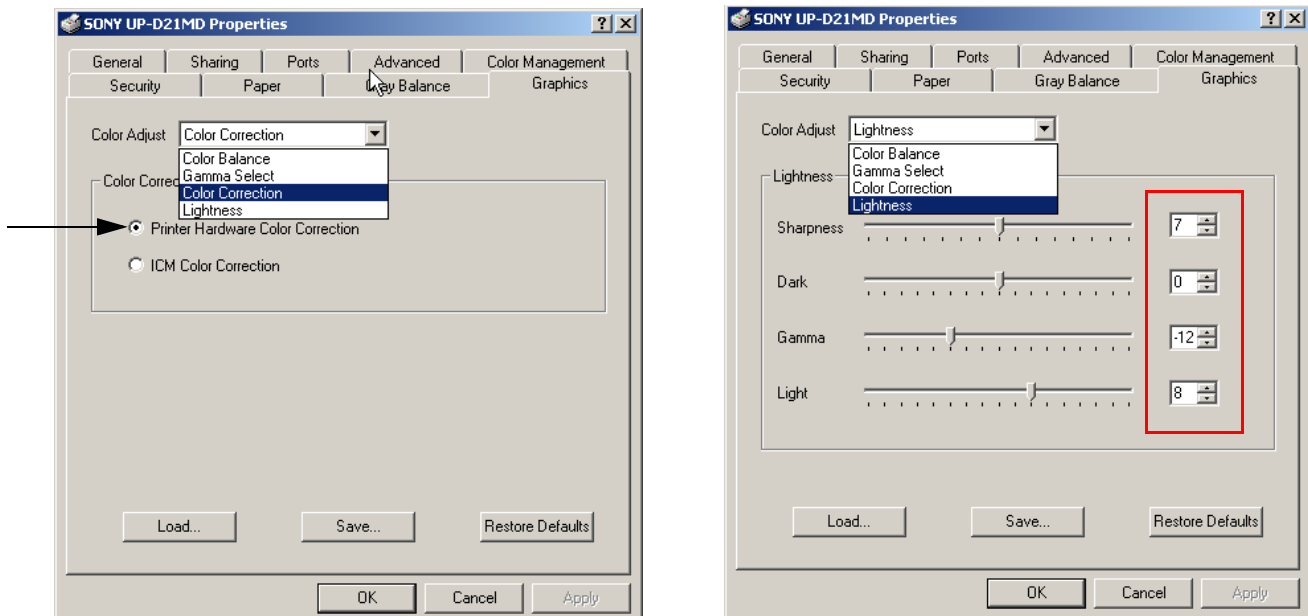 SONY UP-D21MD Properties
General Sharing Ports Advanced Color Management
Security Paper Gray Balance Graphics
Color Adjust Color Correction
Color Balance
Gamma Select
Color Correction
Lightness
Color Correc
Printer Hardware Color Correction
ICM Color Correction
Load... Save... Restore Defaults
OK Cancel Apply
SONY UP-D21MD Properties
General Sharing Ports Advanced Color Management
Security Paper Gray Balance Graphics
Color Adjust Lightness
Color Balance
Gamma Select
Color Correction
Lightness
Lightness
Sharpness 7
Dark 0
Gamma -12
Light 8
Load... Save... Restore Defaults
OK Cancel Apply